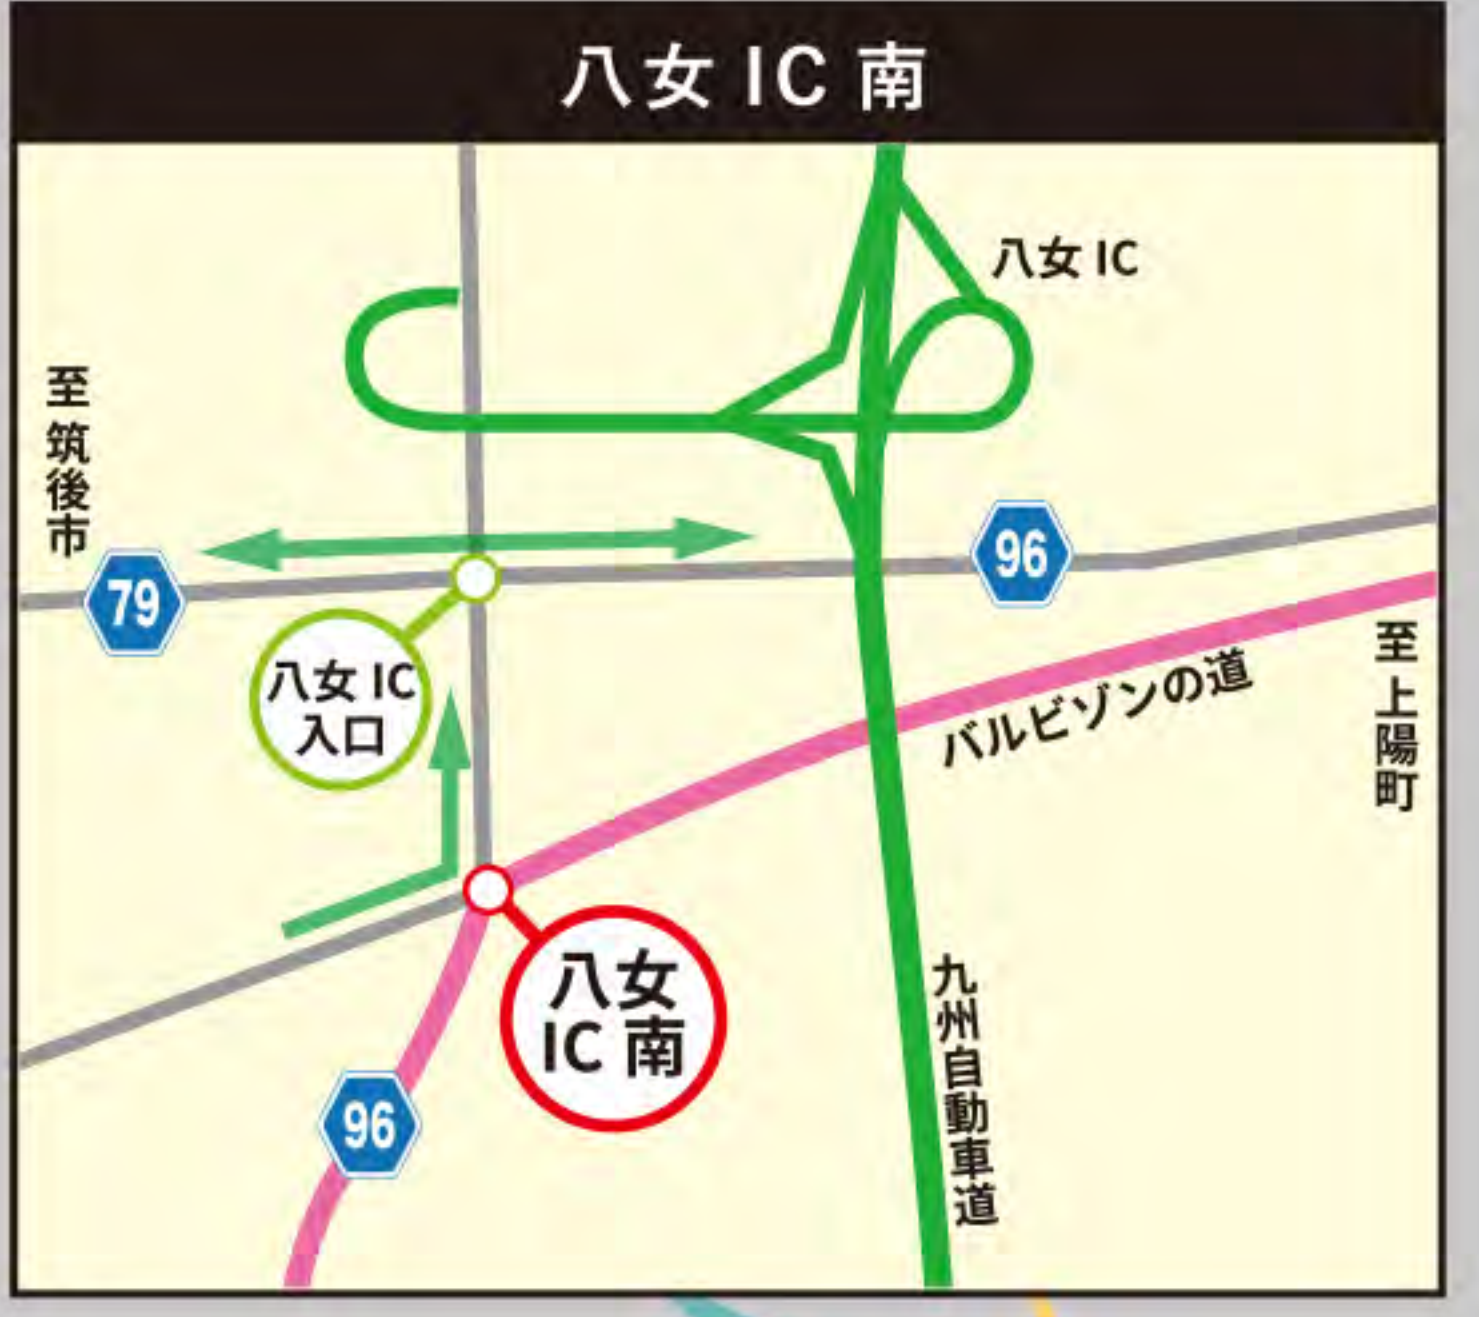 八女 IC 南
八女 IC
至 筑後市
96
79
八女 IC
入口
至 上陽町
バルビゾンの道
八女
IC 南
九州自動車道
96